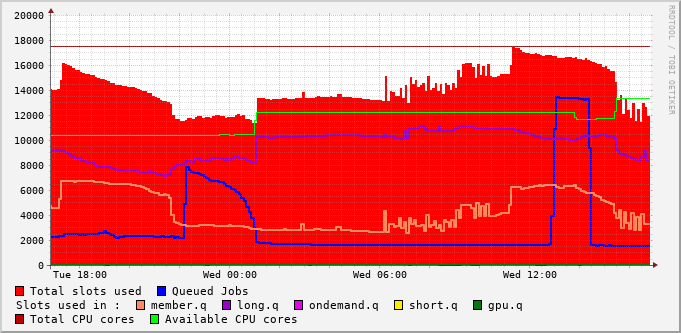 20000
18000
16000
14000
12000
10000
8000
6000
4000
2000
0
Tue 18:00 Wed 00:00 Wed 06:00 Wed 12:00
RRDTOOL / TOBI OETIKER
Total slots used Queued Jobs
Slots used in : member.q long.q ondemand.q short.q gpu.q
Total CPU cores Available CPU cores